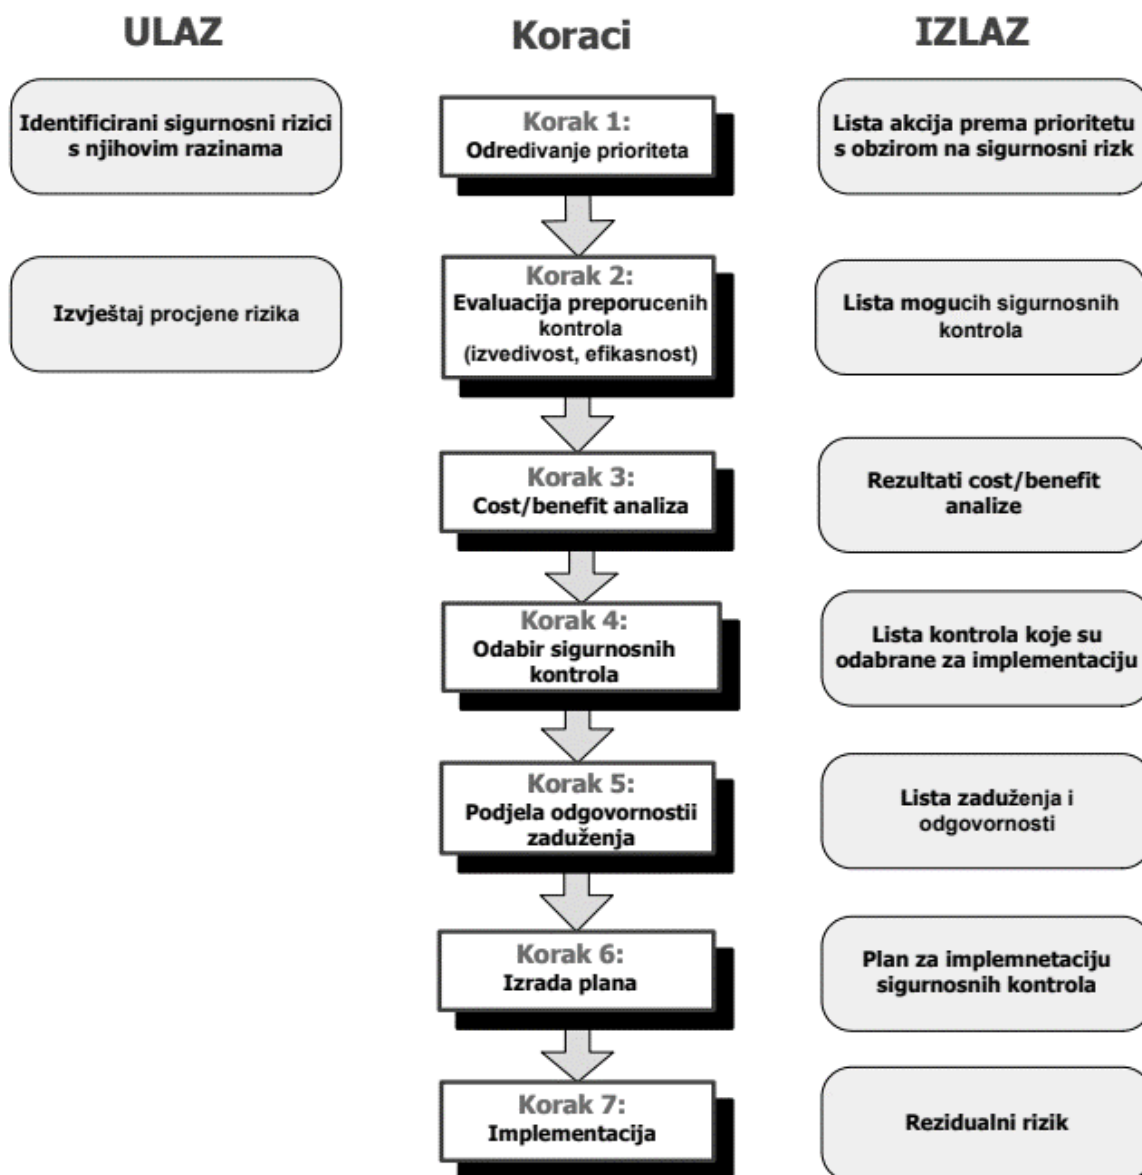 ULAZ
Koraci
IZLAZ
Identificirani sigurnosni rizici
s njihovim razinama
Korak 1:
Odredivanje prioriteta
Lista akcija prema prioritetu
s obzirom na sigurnosni rizk
Izvještaj procjene rizika
Korak 2:
Evaluacija preporucenih
kontrola
(izvedivost, efikasnost)
Lista mogucih sigurnosnih
kontrola
Korak 3:
Cost/benefit analiza
Rezultati cost/benefit
analize
Korak 4:
Odabir sigurnosnih
kontrola
Lista kontrola koje su
odabrane za implementaciju
Korak 5:
Podjela odgovornostii
zaduženja
Lista zaduženja i
odgovornosti
Korak 6:
Izrada plana
Plan za implemnetaciju
sigurnosnih kontrola
Korak 7:
Implementacija
Rezidualni rizik